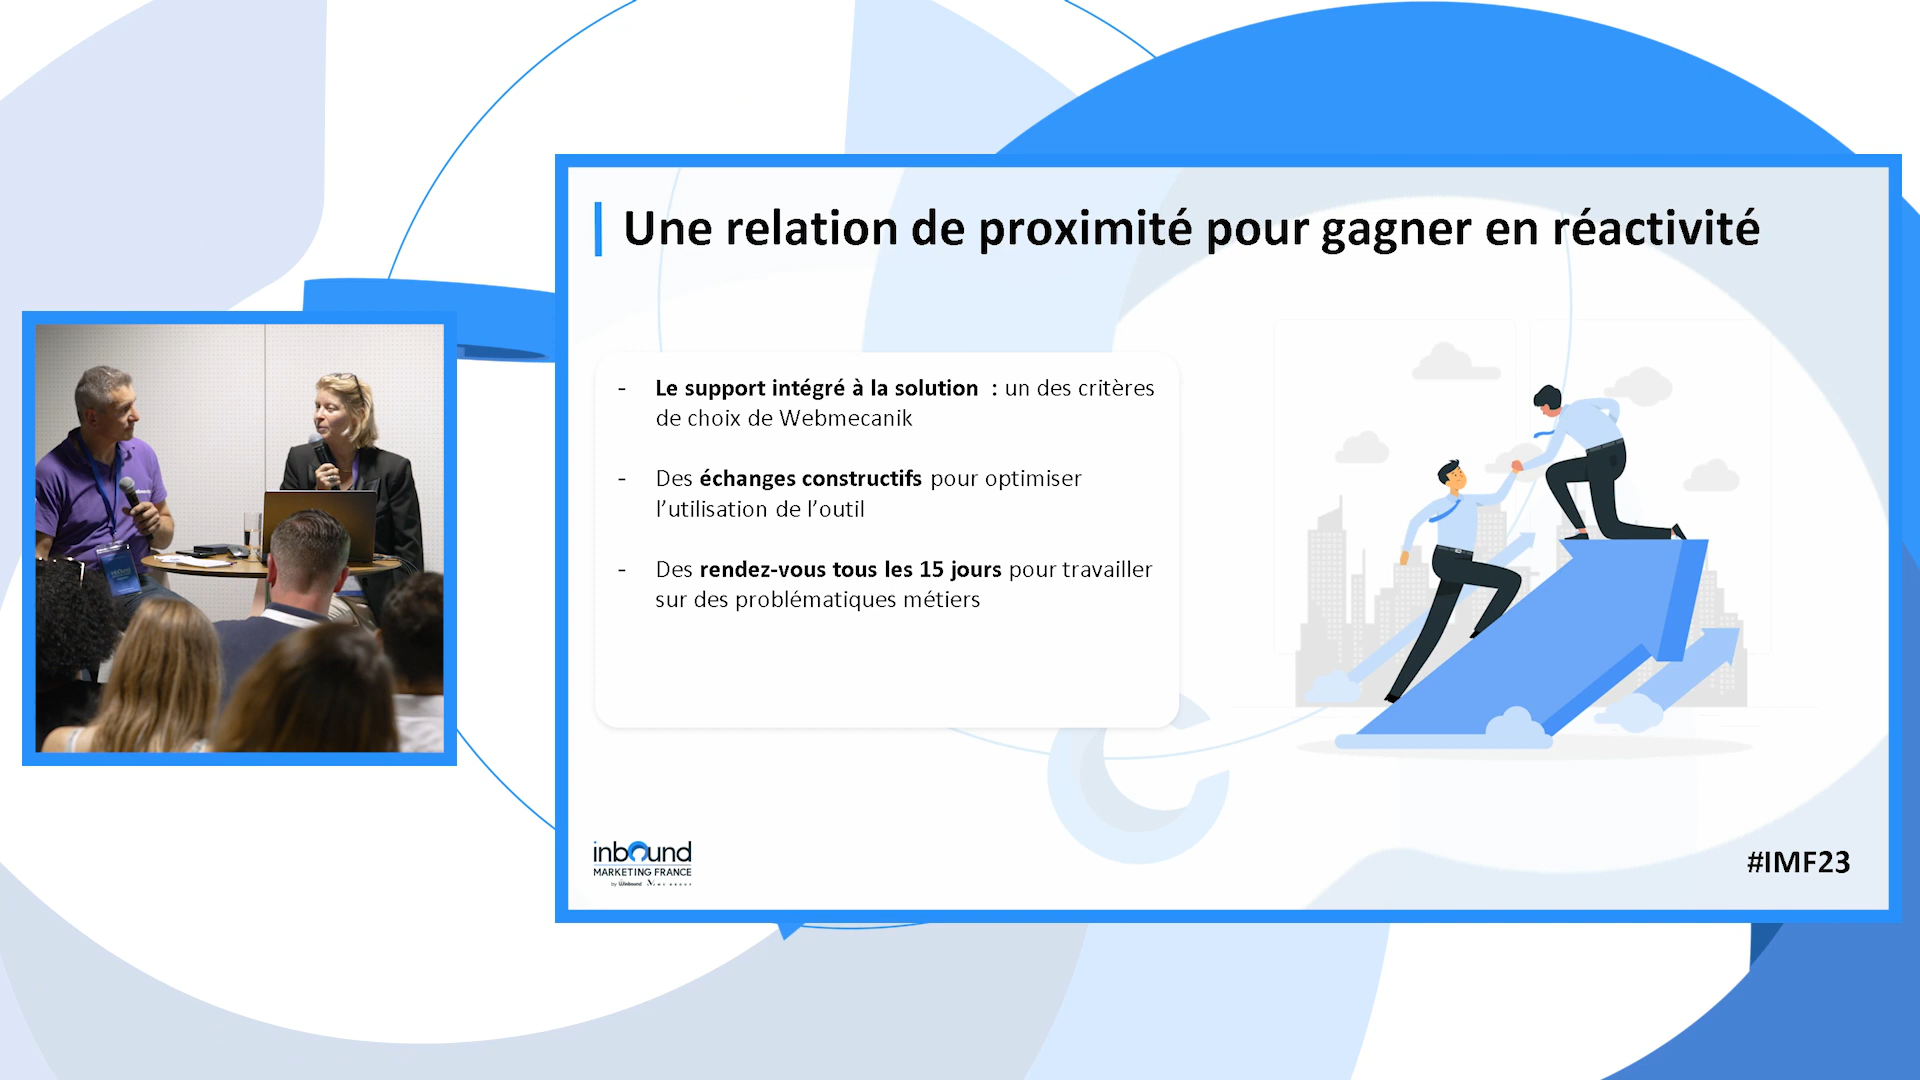 Une relation de proximité pour gagner en réactivité
- Le support intégré à la solution : un des critères
de choix de Webmecanik
- Des échanges constructifs pour optimiser
l'utilisation de l'outil
- Des rendez-vous tous les 15 jours pour travailler
sur des problématiques métiers
inbound
MARKETING FRANCE
#IMF23